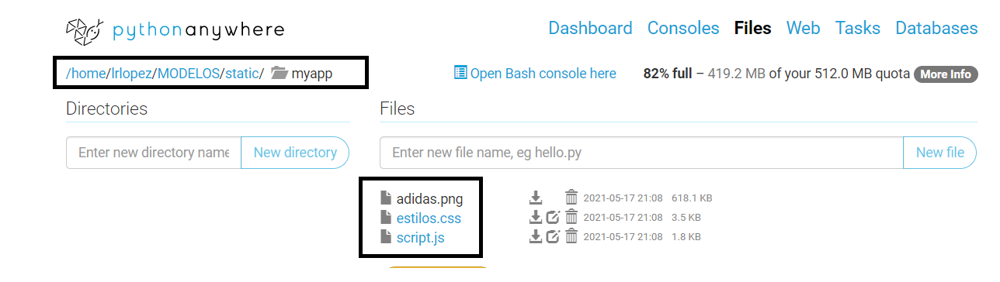 pythonanywhere
Dashboard Consoles Files Web Tasks Databases
/home/lrlopez/MODELOS/static/ myapp
Open Bash console here 82% full – 419.2 MB of your 512.0 MB quota More Info
Directories
Enter new directory name
New directory
Files
Enter new file name, eg hello.py
New file
adidas.png 2021-05-17 21:08 618.1 KB
estilos.css 2021-05-17 21:08 3.5 KB
script.js 2021-05-17 21:08 1.8 KB